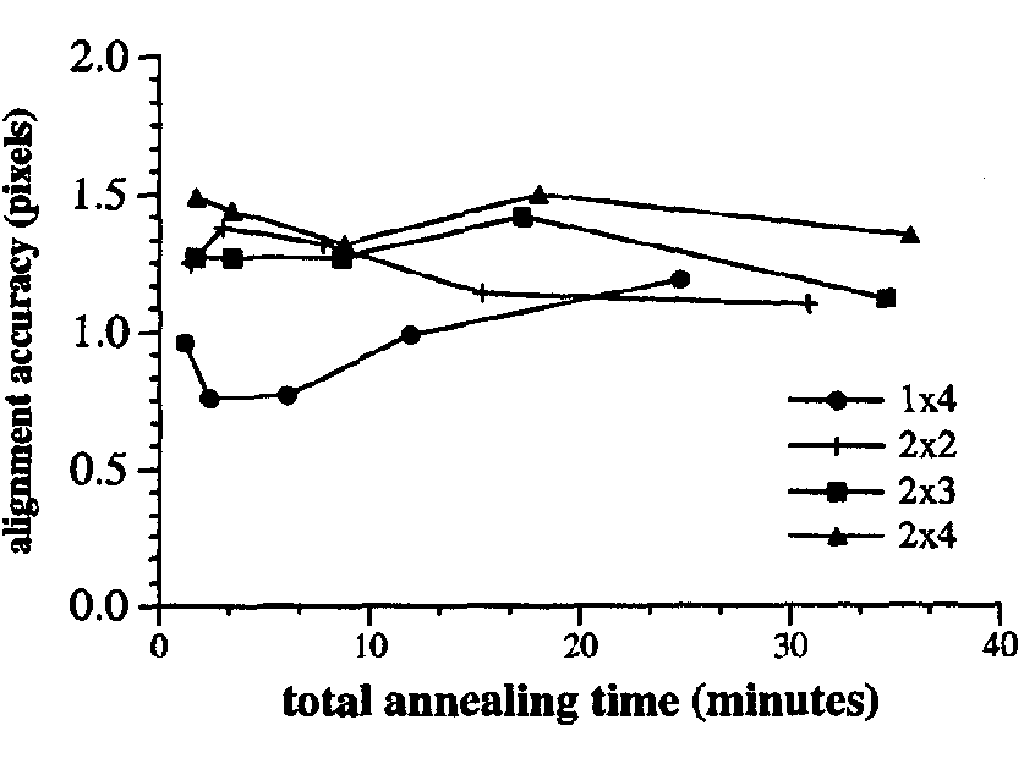 alignment accuracy (pixels)
2.0
1.5
1.0
0.5
0.0
0 10 20 30 40
total annealing time (minutes)
1x4
2x2
2x3
2x4